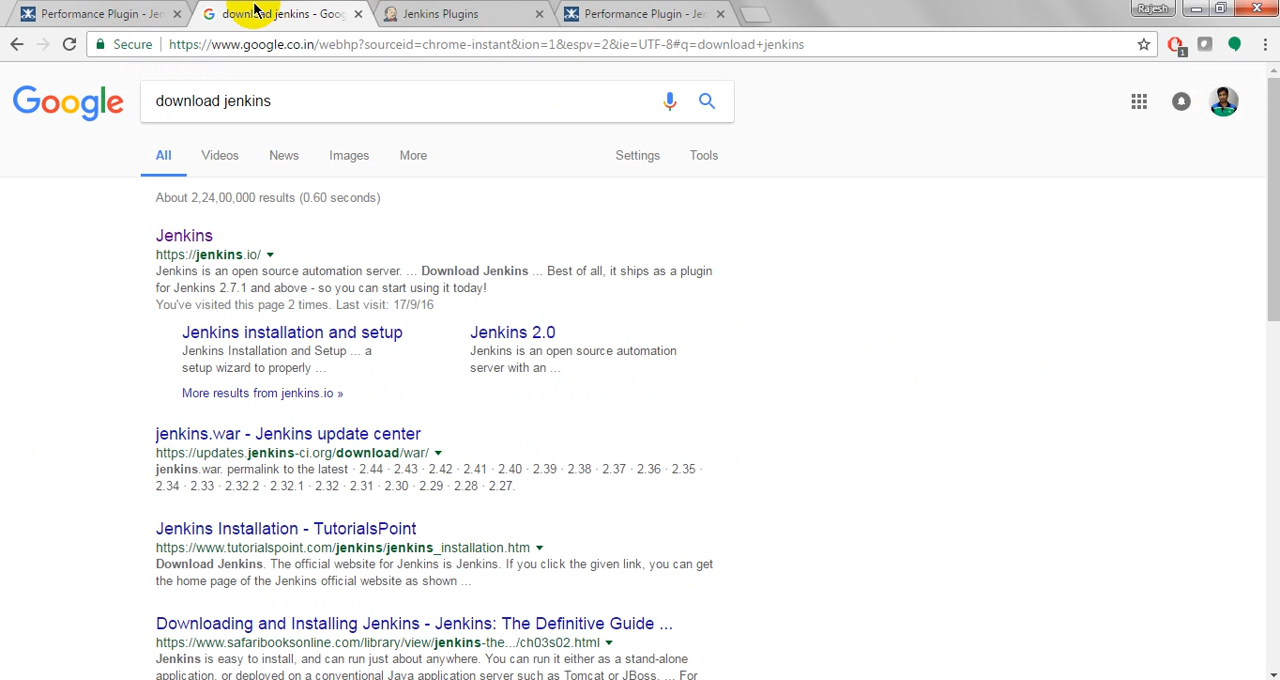 Performance Plugin - Jen
download jenkins - Goog
Jenkins Plugins
Performance Plugin - Jen
Rajesh
Secure
https://www.google.co.in/webhp?sourceid=chrome-instant&ion=1&espv=2&ie=UTF-8#q=download+jenkins
1
Google
download jenkins
All
Videos
News
Images
More
Settings
Tools
About 2,24,00,000 results (0.60 seconds)
Jenkins
https://jenkins.io/
Jenkins is an open source automation server. ... Download Jenkins ... Best of all, it ships as a plugin
for Jenkins 2.7.1 and above - so you can start using it today!
You've visited this page 2 times. Last visit: 17/9/16
Jenkins installation and setup
Jenkins Installation and Setup ... a
setup wizard to properly ...
Jenkins 2.0
Jenkins is an open source automation
server with an ...
More results from jenkins.io »
jenkins.war - Jenkins update center
https://updates.jenkins-ci.org/download/war/
jenkins.war. permalink to the latest · 2.44 · 2.43 · 2.42 · 2.41 · 2.40 · 2.39 · 2.38 · 2.37 · 2.36 · 2.35 ·
2.34 · 2.33 · 2.32.2 · 2.32.1 · 2.32 · 2.31 · 2.30 · 2.29 · 2.28 · 2.27.
Jenkins Installation - TutorialsPoint
https://www.tutorialspoint.com/jenkins/jenkins_installation.htm
Download Jenkins. The official website for Jenkins is Jenkins. If you click the given link, you can get
the home page of the Jenkins official website as shown ...
Downloading and Installing Jenkins - Jenkins: The Definitive Guide ...
https://www.safaribooksonline.com/library/view/jenkins-the.../ch03s02.html
Jenkins is easy to install, and can run just about anywhere. You can run it either as a stand-alone
application, or deployed on a conventional Java application server such as Tomcat or JBoss. ... For